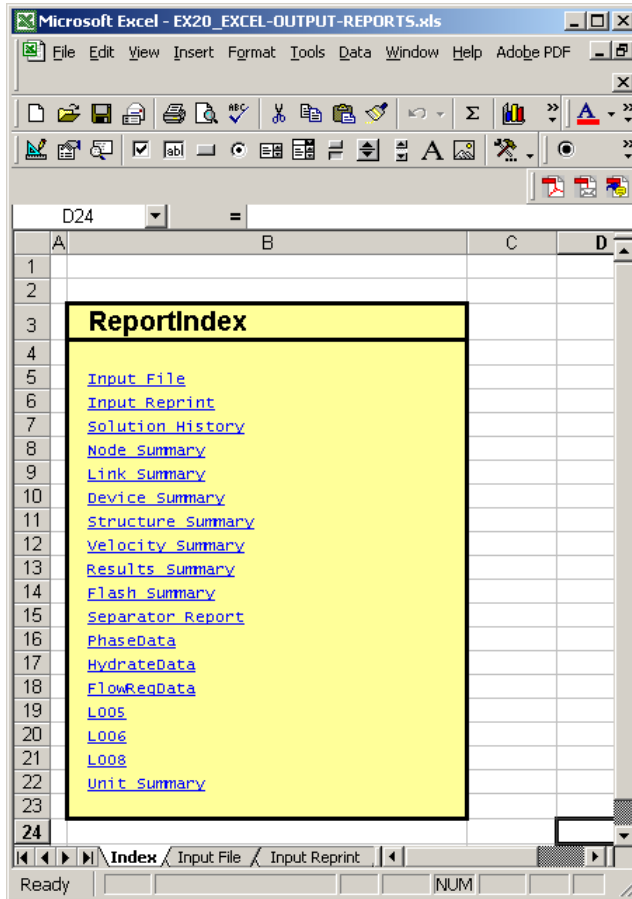 Microsoft Excel - EX20_EXCEL-OUTPUT-REPORTS.xls
File Edit View Insert Format Tools Data Window Help Adobe PDF
ABC Σ » A »
abl A »
D24 =
A B C D
1
2
3 ReportIndex
4
5 Input File
6 Input Reprint
7 Solution History
8 Node Summary
9 Link Summary
10 Device Summary
11 Structure Summary
12 Velocity Summary
13 Results Summary
14 Flash Summary
15 Separator Report
16 PhaseData
17 HydrateData
18 FlowRegData
19 L005
20 L006
21 L008
22 Unit Summary
23
24
Index Input File Input Reprint
Ready NUM